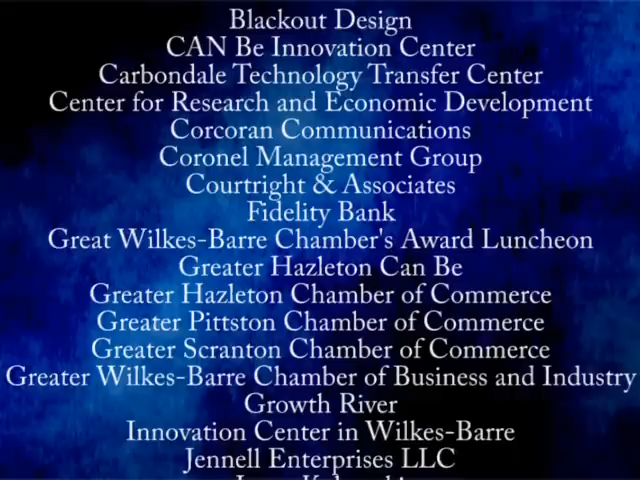 Blackout Design
CAN Be Innovation Center
Carbondale Technology Transfer Center
Center for Research and Economic Development
Corcoran Communications
Coronel Management Group
Courtright & Associates
Fidelity Bank
Great Wilkes-Barre Chamber's Award Luncheon
Greater Hazleton Can Be
Greater Hazleton Chamber of Commerce
Greater Pittston Chamber of Commerce
Greater Scranton Chamber of Commerce
Greater Wilkes-Barre Chamber of Business and Industry
Growth River
Innovation Center in Wilkes-Barre
Jennell Enterprises LLC